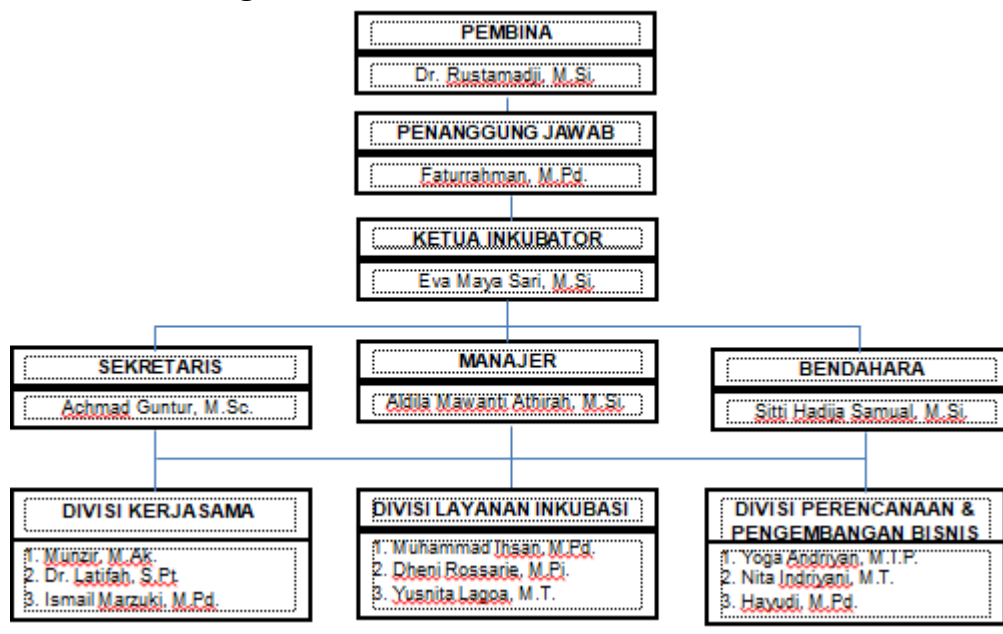 PEMBINA
Dr. Rustamadji, M.Si.
PENANGGUNG JAWAB
Faturrahman, M.Pd.
KETUA INKUBATOR
Eva Maya Sari, M.Si.
SEKRETARIS
Achmad Guntur, M.Sc.
MANAJER
Aldila Mawanti Athirah, M.Si.
BENDAHARA
Sitti Hadija Samual, M.Si.
DIVISI KERJASAMA
1. Munzir, M.Ak.
2. Dr. Latifah, S.Pt
3. Ismail Marzuki, M.Pd.
DIVISI LAYANAN INKUBASI
1. Muhammad Ihsan, M.Pd.
2. Dheni Rossarie, M.Pi.
3. Yusnita Lagoa, M.T.
DIVISI PERENCANAAN &
PENGEMBANGAN BISNIS
1. Yoga Andriyan, M.T.P.
2. Nita Indriyani, M.T.
3. Hayudi, M.Pd.